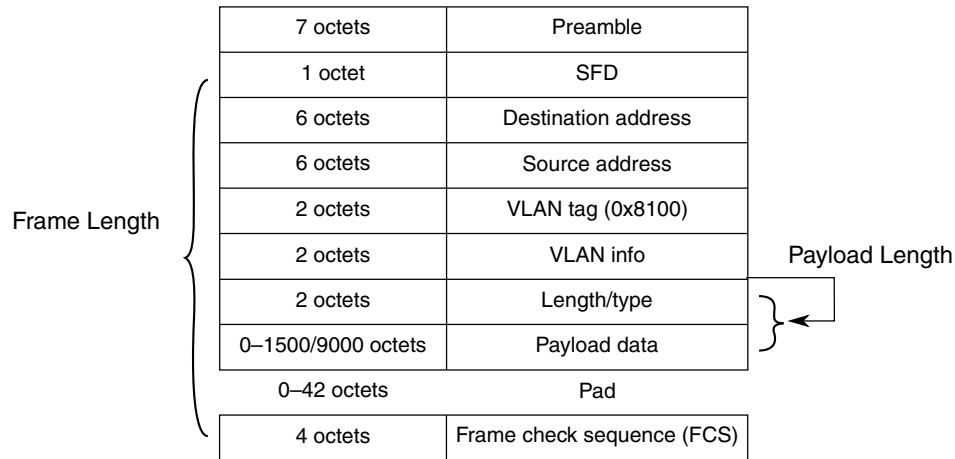 7 octets Preamble
1 octet SFD
6 octets Destination address
6 octets Source address
2 octets VLAN tag (0x8100)
Frame Length
2 octets VLAN info
Payload Length
2 octets Length/type
0–1500/9000 octets Payload data
0–42 octets Pad
4 octets Frame check sequence (FCS)